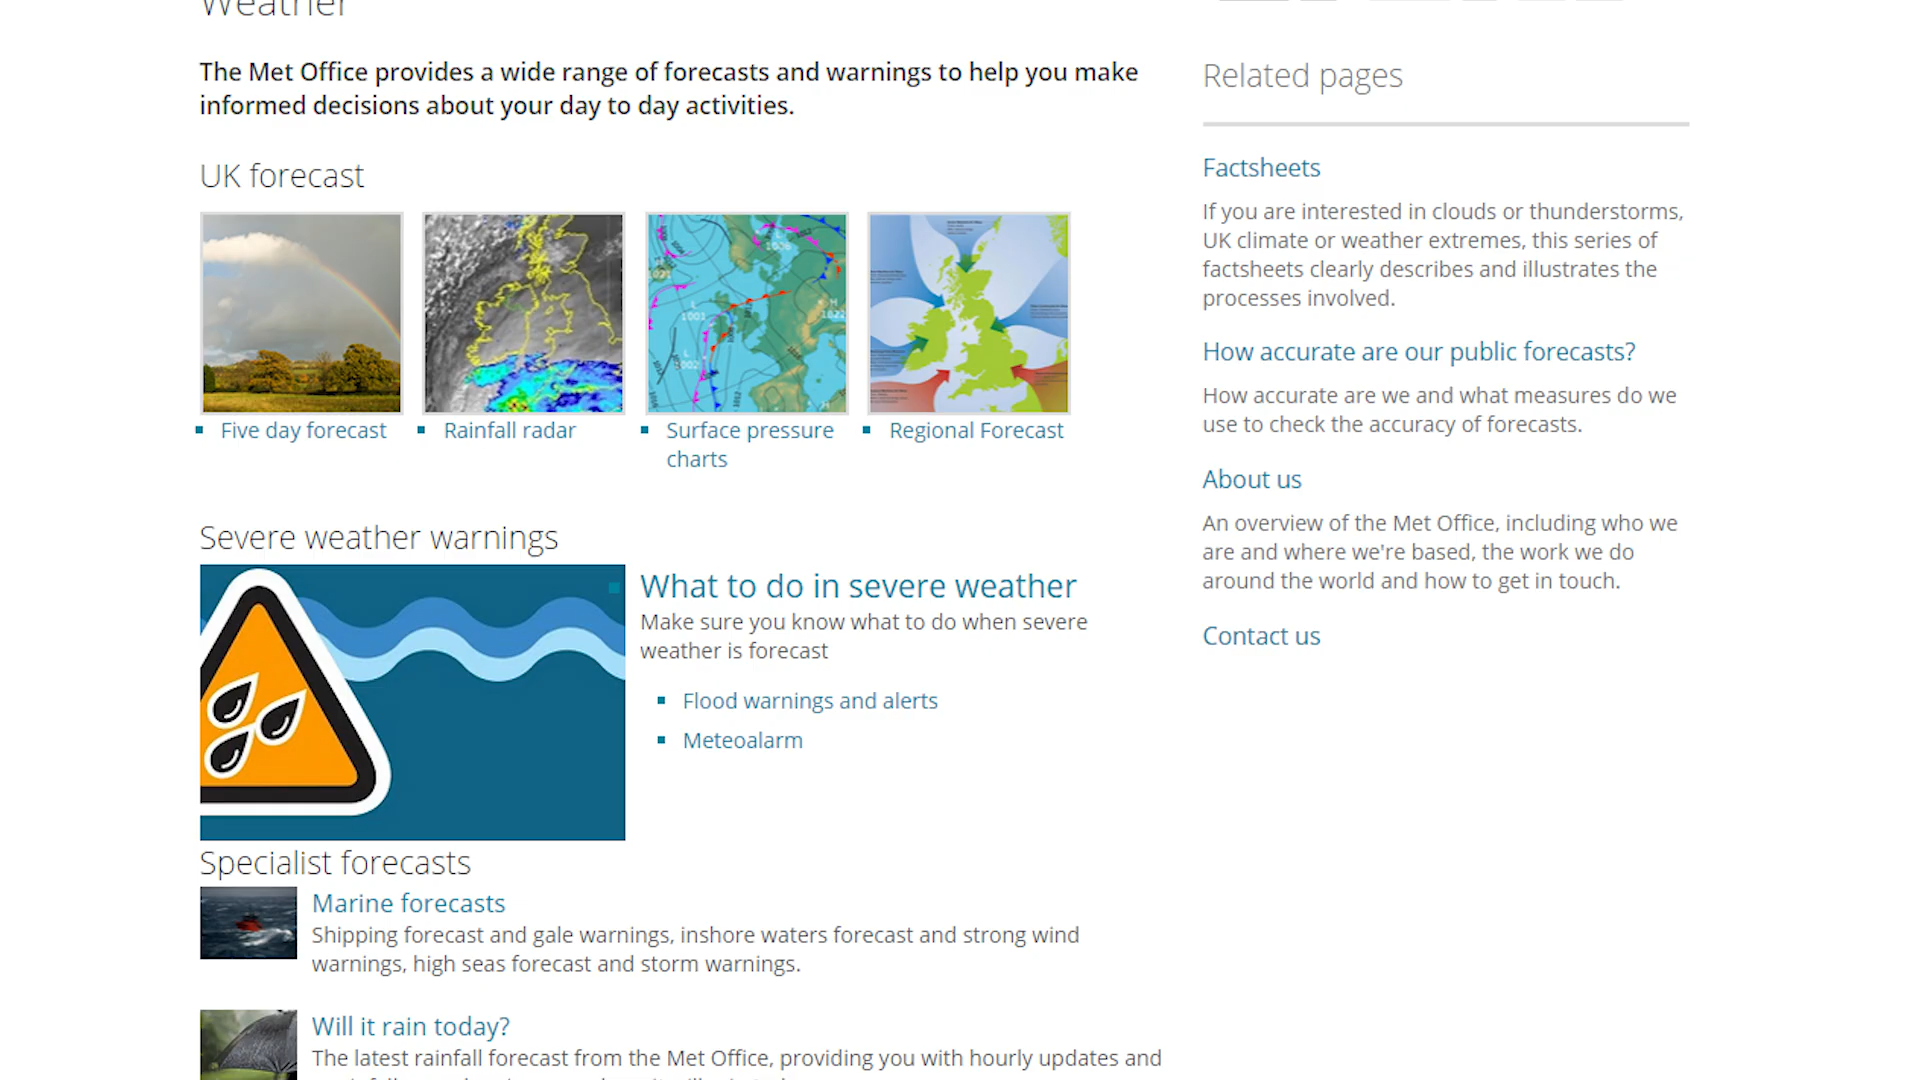 Weather
The Met Office provides a wide range of forecasts and warnings to help you make
informed decisions about your day to day activities.
UK forecast
Five day forecast
Rainfall radar
Surface pressure
charts
Regional Forecast
Severe weather warnings
What to do in severe weather
Make sure you know what to do when severe
weather is forecast
Flood warnings and alerts
Meteoalarm
Specialist forecasts
Marine forecasts
Shipping forecast and gale warnings, inshore waters forecast and strong wind
warnings, high seas forecast and storm warnings.
Will it rain today?
The latest rainfall forecast from the Met Office, providing you with hourly updates and
Related pages
Factsheets
If you are interested in clouds or thunderstorms,
UK climate or weather extremes, this series of
factsheets clearly describes and illustrates the
processes involved.
How accurate are our public forecasts?
How accurate are we and what measures do we
use to check the accuracy of forecasts.
About us
An overview of the Met Office, including who we
are and where we're based, the work we do
around the world and how to get in touch.
Contact us